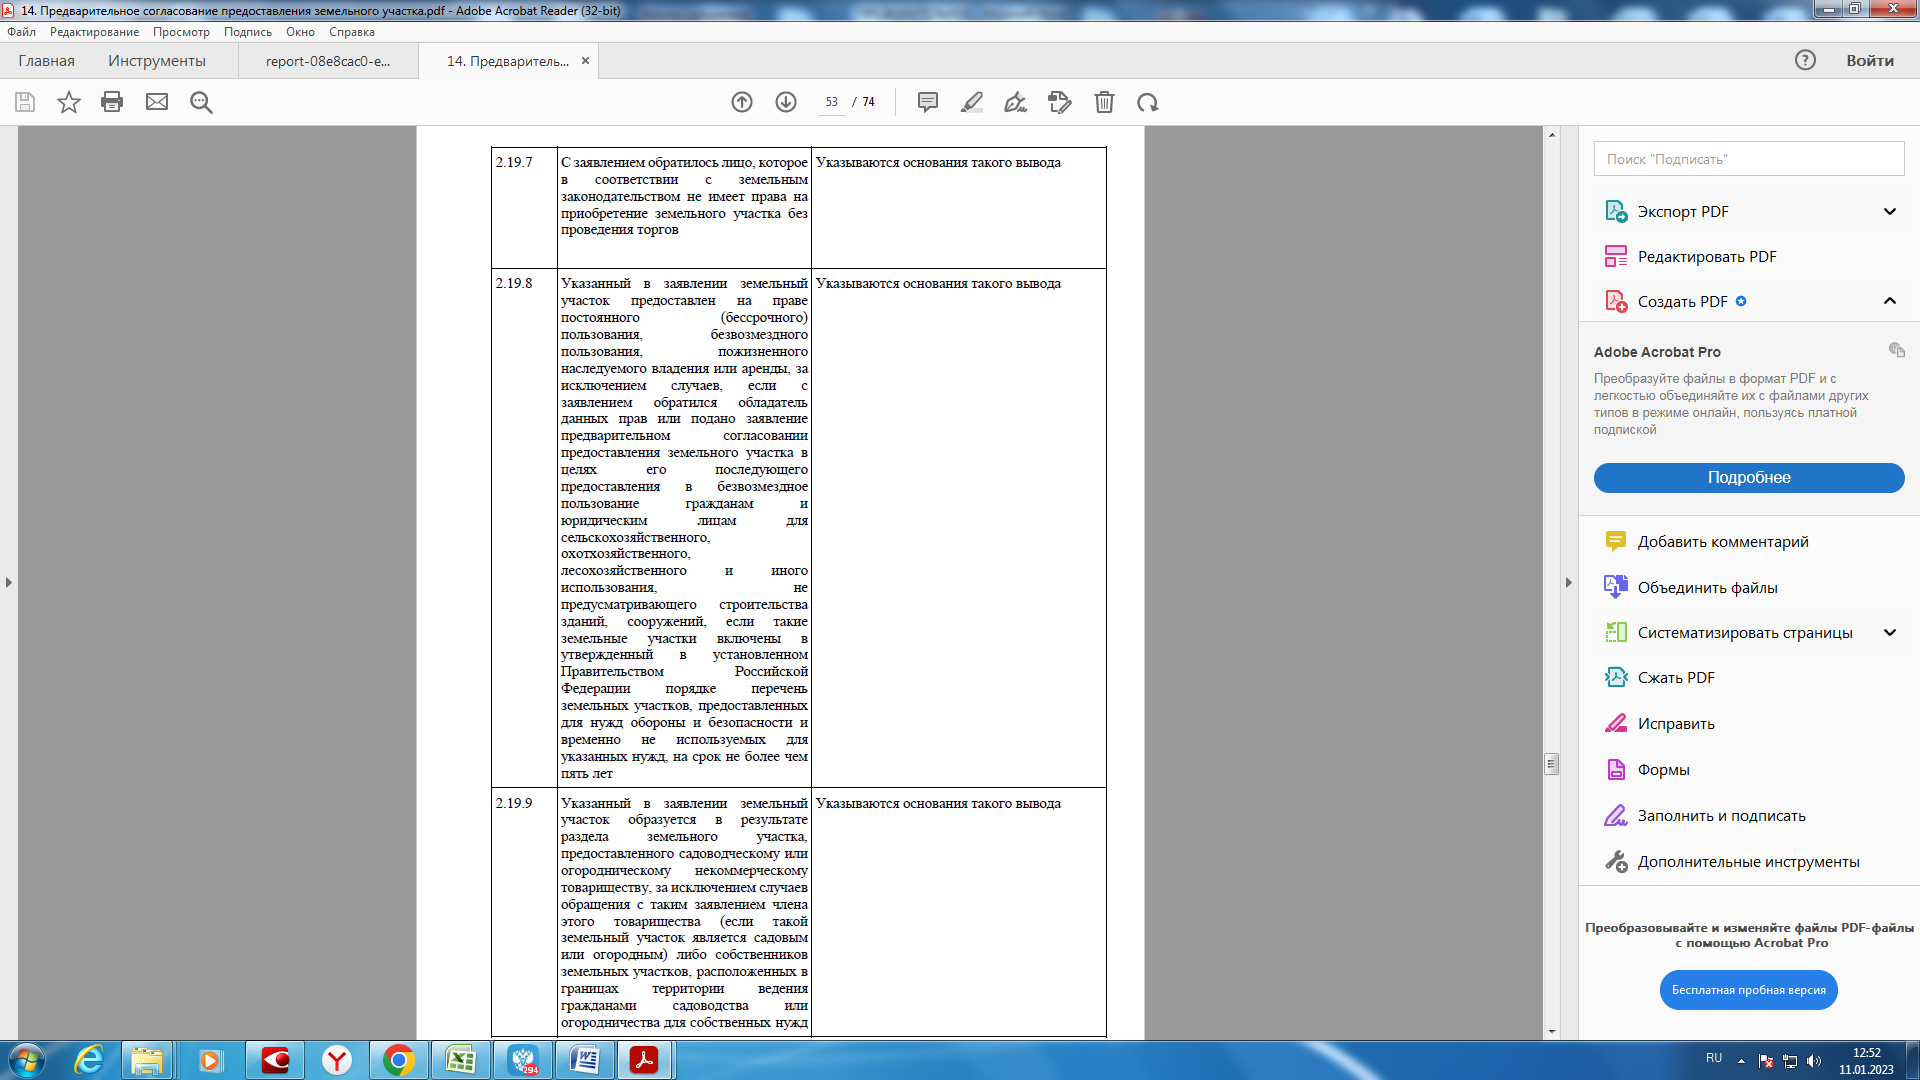 14. Предварительное согласование предоставления земельного участка.pdf - Adobe Acrobat Reader (32-bit)
Файл Редактирование Просмотр Подпись Окно Справка
Главная Инструменты report-08e8cac0-e... 14. Предваритель... × ? Войти
53 / 74
2.19.7 С заявлением обратилось лицо, которое Указываются основания такого вывода
в соответствии с земельным
законодательством не имеет права на
приобретение земельного участка без
проведения торгов
2.19.8 Указанный в заявлении земельный Указываются основания такого вывода
участок предоставлен на праве
постоянного (бессрочного)
пользования, безвозмездного
пользования, пожизненного
наследуемого владения или аренды, за
исключением случаев, если с
заявлением обратился обладатель
данных прав или подано заявление
предварительном согласовании
предоставления земельного участка в
целях его последующего
предоставления в безвозмездное
пользование гражданам и
юридическим лицам для
сельскохозяйственного,
охотхозяйственного,
лесохозяйственного и иного
использования, не
предусматривающего строительства
зданий, сооружений, если такие
земельные участки включены в
утвержденный в установленном
Правительством Российской
Федерации порядке перечень
земельных участков, предоставленных
для нужд обороны и безопасности и
временно не используемых для
указанных нужд, на срок не более чем
пять лет
2.19.9 Указанный в заявлении земельный Указываются основания такого вывода
участок образуется в результате
раздела земельного участка,
предоставленного садоводческому или
огородническому некоммерческому
товариществу, за исключением случаев
обращения с таким заявлением члена
этого товарищества (если такой
земельный участок является садовым
или огородным) либо собственников
земельных участков, расположенных в
границах территории ведения
гражданами садоводства или
огородничества для собственных нужд
Поиск "Подписать"
Экспорт PDF
Редактировать PDF
Создать PDF
Adobe Acrobat Pro
Преобразуйте файлы в формат PDF и с
легкостью объединяйте их с файлами других
типов в режиме онлайн, пользуясь платной
подпиской
Подробнее
Добавить комментарий
Объединить файлы
Систематизировать страницы
Сжать PDF
Исправить
Формы
Заполнить и подписать
Дополнительные инструменты
Преобразовывайте и изменяйте файлы PDF-файлы
с помощью Acrobat Pro
Бесплатная пробная версия
294
RU
12:52
11.01.2023